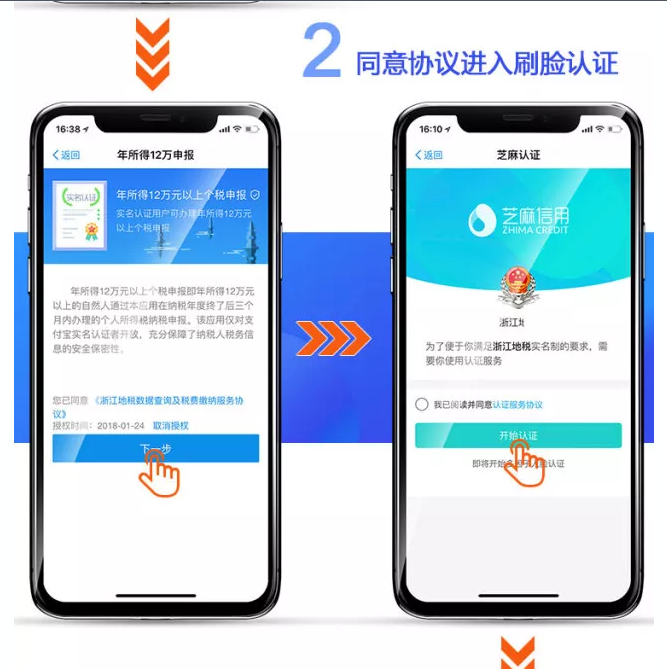 2 同意协议进入刷脸认证
16:38
返回
年所得12万申报
实名认证
年所得12万元以上个税申报
实名认证用户可办理年所得12万元
以上个税申报
年所得12万元以上个税申报即年所得12万元
以上的自然人通过本应用在纳税年度终了后三个
月内办理的个人所得税纳税申报。该应用仅对支
付宝实名认证者开放，充分保障了纳税人税务信
息的安全保密性。
您已同意《浙江地税数据查询及税费缴纳服务协
议》
授权时间：2018-01-24 取消授权
下一步
16:10
返回
芝麻认证
芝麻信用
ZHIMA CREDIT
浙江
为了便于你满足浙江地税实名制的要求，需
要你使用认证服务
我已阅读并同意认证服务协议
开始认证
即将开始 人脸认证